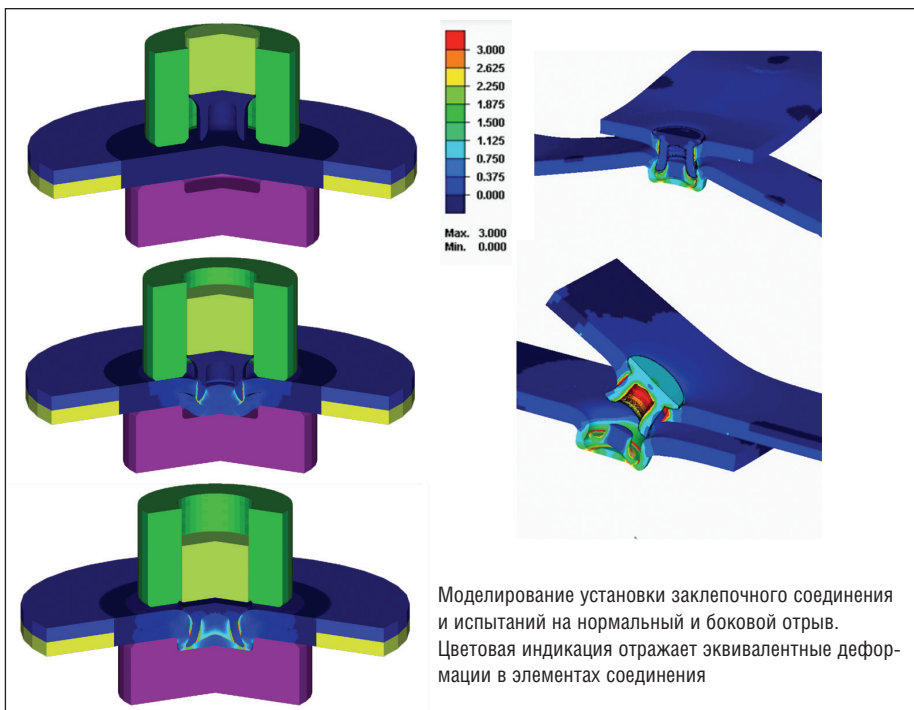 3.000
2.625
2.250
1.875
1.500
1.125
0.750
0.375
0.000
Max. 3.000
Min. 0.000
Моделирование установки заклепочного соединения
и испытаний на нормальный и боковой отрыв.
Цветовая индикация отражает эквивалентные дефор-
мации в элементах соединения